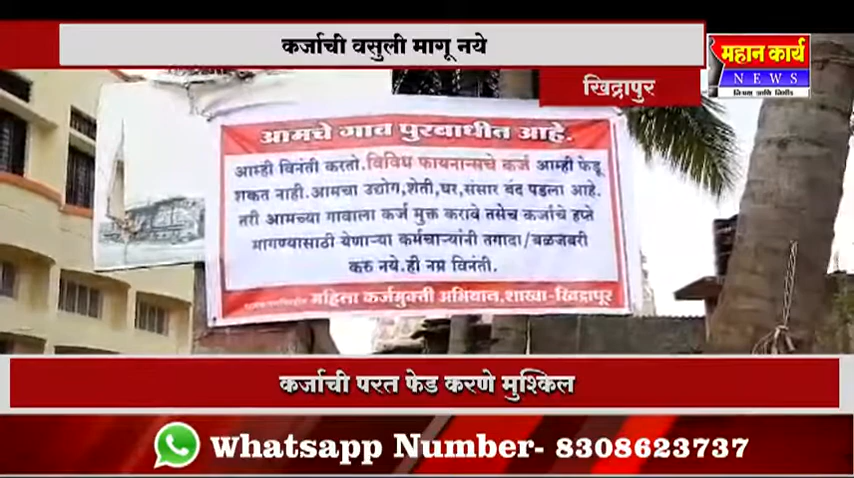 कर्जाची वसुली मागू नये
महान कार्य
NEWS
खिद्रापुर
आमचे गाव पुरबाधीत आहे.
आम्ही विनंती करतो.विविध फायनान्सचे कर्ज आम्ही फेडू
शकत नाही.आमचा उद्योग,शेती,घर,संसार बंद पडला आहे.
तरी आमच्या गावाला कर्ज मुक्त करावे तसेच कर्जाचे हप्ते
मागण्यासाठी येणाऱ्या कर्मचाऱ्यांनी तगादा/बळजबरी
करु नये.ही नम्र विनंती.
महिला कर्जमुक्ती अभियान.शाखा-खिद्रापूर
कर्जाची परत फेड करणे मुश्किल
Whatsapp Number- 8308623737